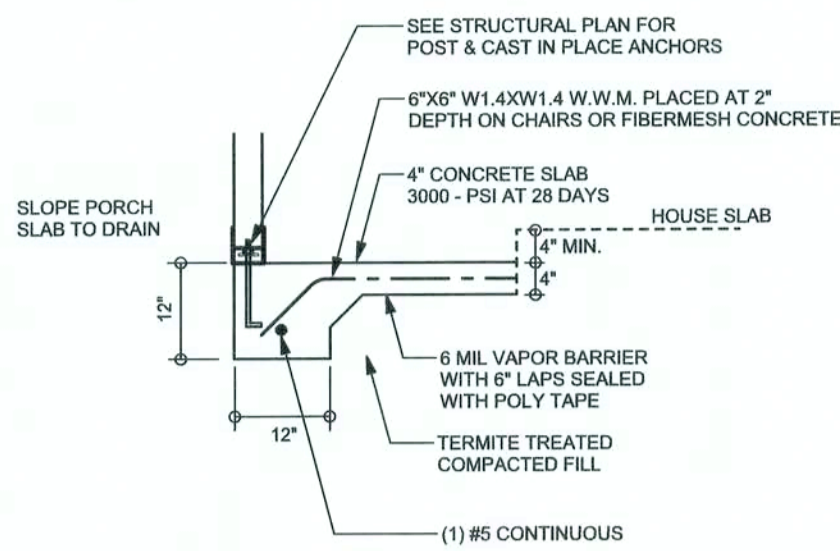 SEE STRUCTURAL PLAN FOR
POST & CAST IN PLACE ANCHORS
6"X6" W1.4XW1.4 W.W.M. PLACED AT 2"
DEPTH ON CHAIRS OR FIBERMESH CONCRETE
4" CONCRETE SLAB
3000 - PSI AT 28 DAYS
SLOPE PORCH
SLAB TO DRAIN
HOUSE SLAB
4" MIN.
4"
12"
12"
6 MIL VAPOR BARRIER
WITH 6" LAPS SEALED
WITH POLY TAPE
TERMITE TREATED
COMPACTED FILL
(1) #5 CONTINUOUS